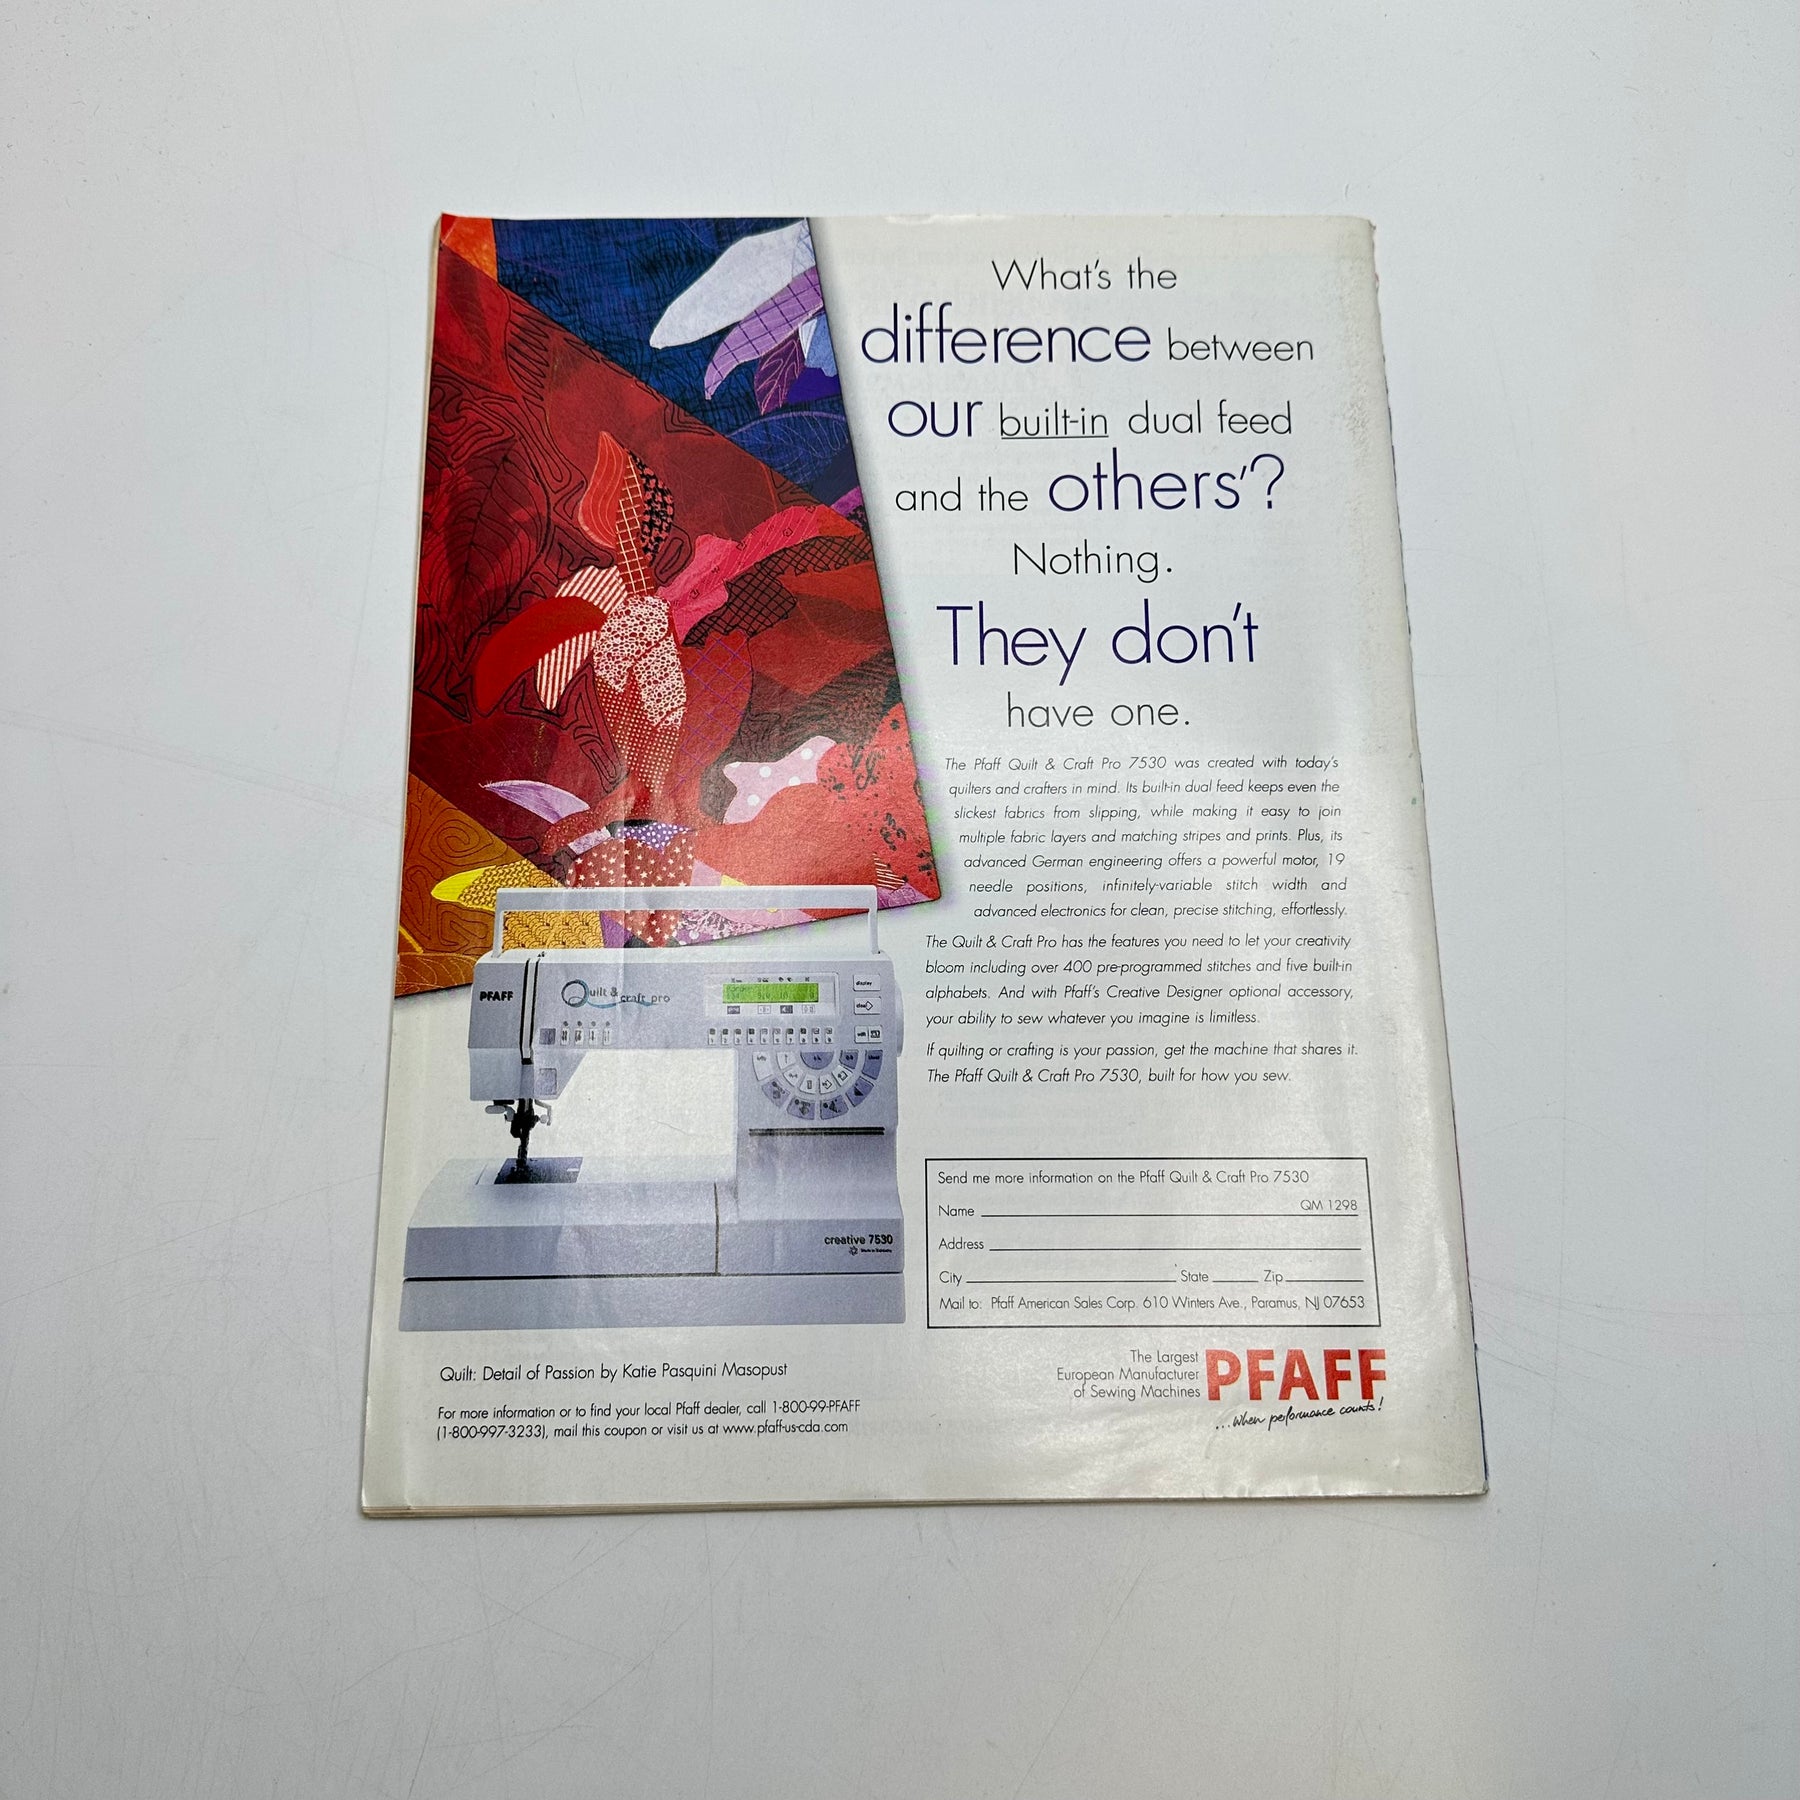 What's the
difference between
our built-in dual feed
and the others'?
Nothing.
They don't
have one.
The Pfaff Quilt & Craft Pro 7530 was created with today's
quilters and crafters in mind. Its built-in dual feed keeps even the
slickest fabrics from slipping, while making it easy to join
multiple fabric layers and matching stripes and prints. Plus, its
advanced German engineering offers a powerful motor, 19
needle positions, infinitely-variable stitch width and
advanced electronics for clean, precise stitching, effortlessly.
The Quilt & Craft Pro has the features you need to let your creativity
bloom including over 400 pre-programmed stitches and five built-in
alphabets. And with Pfaff's Creative Designer optional accessory,
your ability to sew whatever you imagine is limitless.
If quilting or crafting is your passion, get the machine that shares it.
The Pfaff Quilt & Craft Pro 7530, built for how you sew.
PFAFF
Quilt &
craft pro
display
clear
creative 7530
Send me more information on the Pfaff Quilt & Craft Pro 7530
Name QM 1298
Address
City State Zip
Mail to: Pfaff American Sales Corp. 610 Winters Ave., Paramus, NJ 07653
Quilt: Detail of Passion by Katie Pasquini Masopust
For more information or to find your local Pfaff dealer, call 1-800-99-PFAFF
(1-800-997-3233), mail this coupon or visit us at www.pfaff-us-cda.com
The Largest
European Manufacturer
of Sewing Machines
PFAFF
...when performance counts!